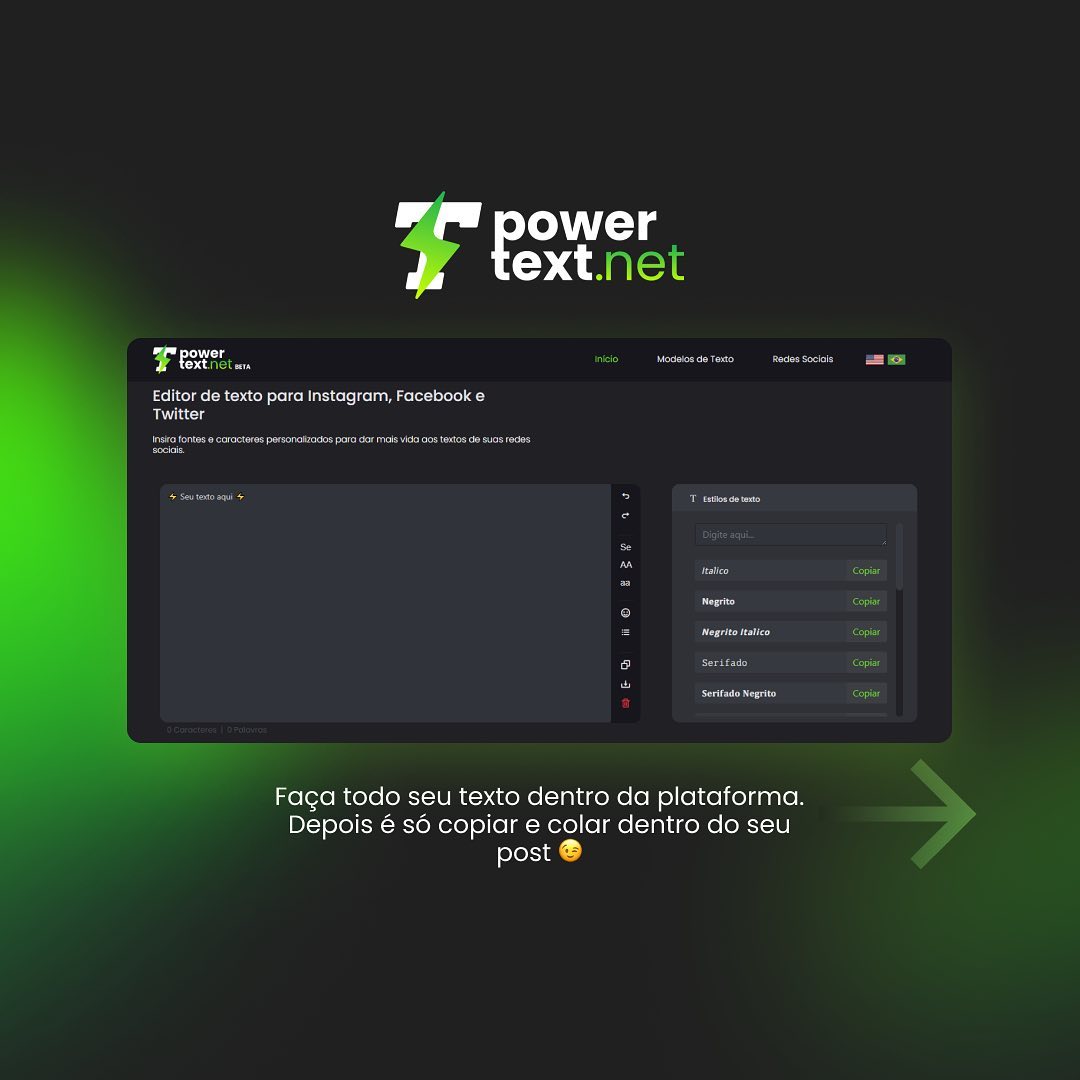 power
text.net
power
text.net BETA
Início
Modelos de Texto
Redes Sociais
Editor de texto para Instagram, Facebook e
Twitter
Insira fontes e caracteres personalizados para dar mais vida aos textos de suas redes
sociais.
⚡ Seu texto aqui ⚡
Se
AA
aa
0 Caracteres | 0 Palavras
T Estilos de texto
Digite aqui...
Italico Copiar
Negrito Copiar
Negrito Italico Copiar
Serifado Copiar
Serifado Negrito Copiar
Faça todo seu texto dentro da plataforma.
Depois é só copiar e colar dentro do seu
post 😉